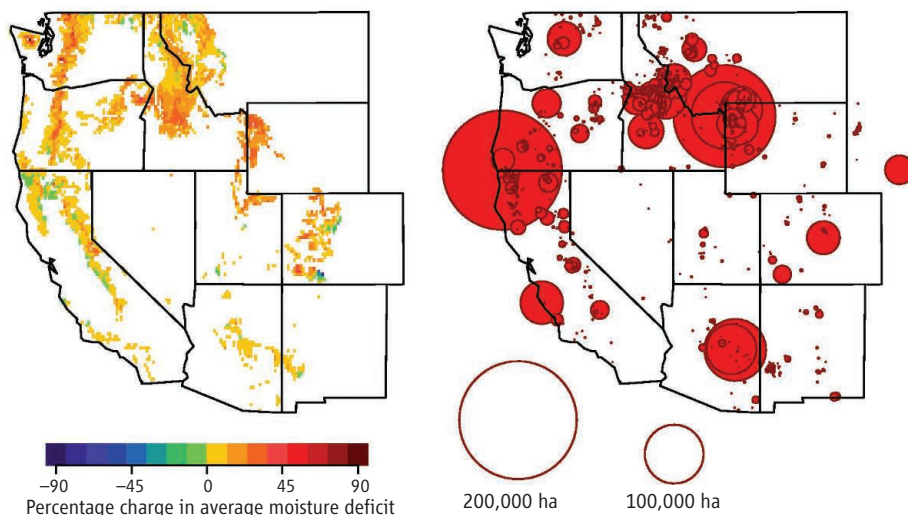 −90 −45 0 45 90
Percentage charge in average moisture deficit
200,000 ha
100,000 ha